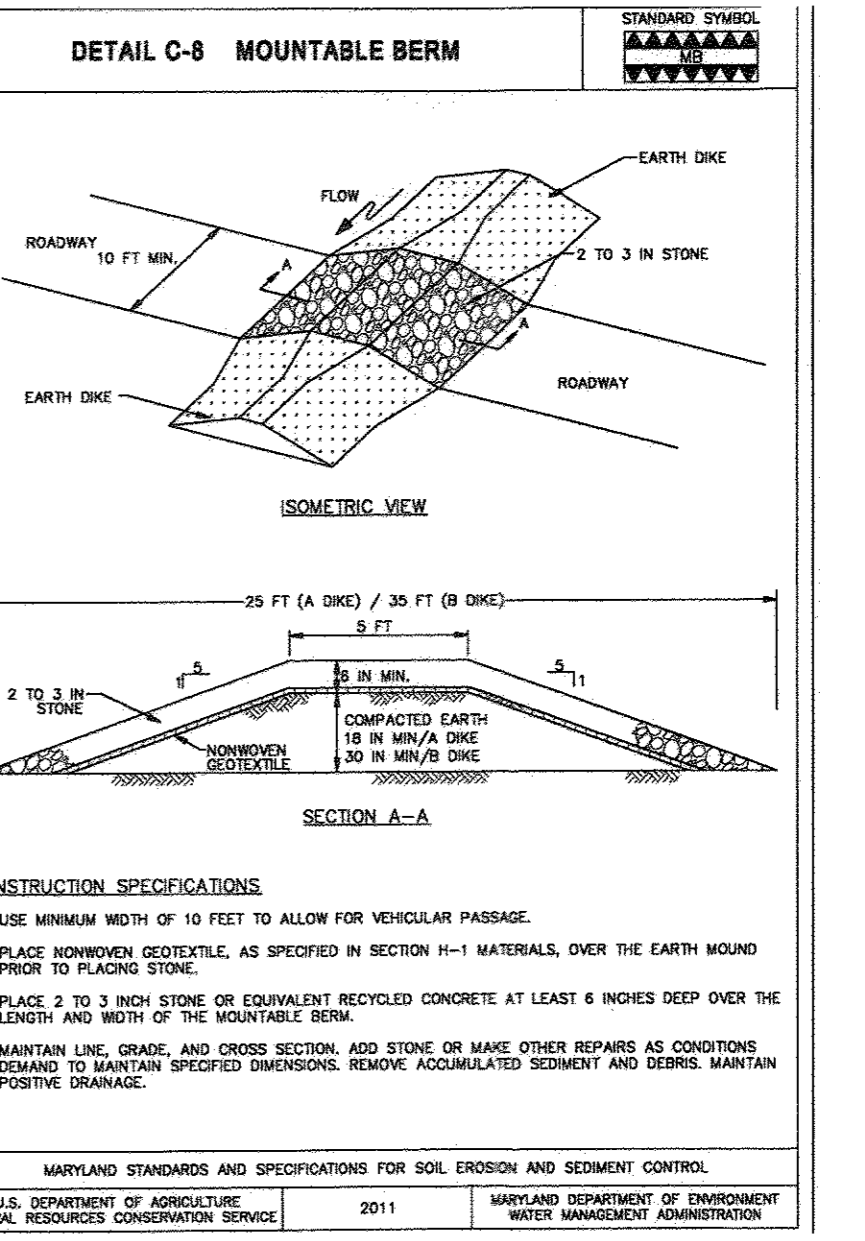 DETAIL C-8 MOUNTABLE BERM
STANDARD SYMBOL
MB
EARTH DIKE
FLOW
ROADWAY
10 FT MIN.
A
2 TO 3 IN STONE
A
ROADWAY
EARTH DIKE
ISOMETRIC VIEW
25 FT (A DIKE) / 35 FT (B DIKE)
5 FT
5
1
6 IN MIN.
5
1
2 TO 3 IN
STONE
COMPACTED EARTH
18 IN MIN/A DIKE
30 IN MIN/B DIKE
NONWOVEN
GEOTEXTILE
SECTION A-A
NSTRUCTION SPECIFICATIONS
USE MINIMUM WIDTH OF 10 FEET TO ALLOW FOR VEHICULAR PASSAGE.
PLACE NONWOVEN GEOTEXTILE, AS SPECIFIED IN SECTION H-1 MATERIALS, OVER THE EARTH MOUND
PRIOR TO PLACING STONE.
PLACE 2 TO 3 INCH STONE OR EQUIVALENT RECYCLED CONCRETE AT LEAST 6 INCHES DEEP OVER THE
LENGTH AND WIDTH OF THE MOUNTABLE BERM.
MAINTAIN LINE, GRADE, AND CROSS SECTION. ADD STONE OR MAKE OTHER REPAIRS AS CONDITIONS
DEMAND TO MAINTAIN SPECIFIED DIMENSIONS. REMOVE ACCUMULATED SEDIMENT AND DEBRIS. MAINTAIN
POSITIVE DRAINAGE.
MARYLAND STANDARDS AND SPECIFICATIONS FOR SOIL EROSION AND SEDIMENT CONTROL
U.S. DEPARTMENT OF AGRICULTURE
RAL RESOURCES CONSERVATION SERVICE
2011
MARYLAND DEPARTMENT OF ENVIRONMENT
WATER MANAGEMENT ADMINISTRATION